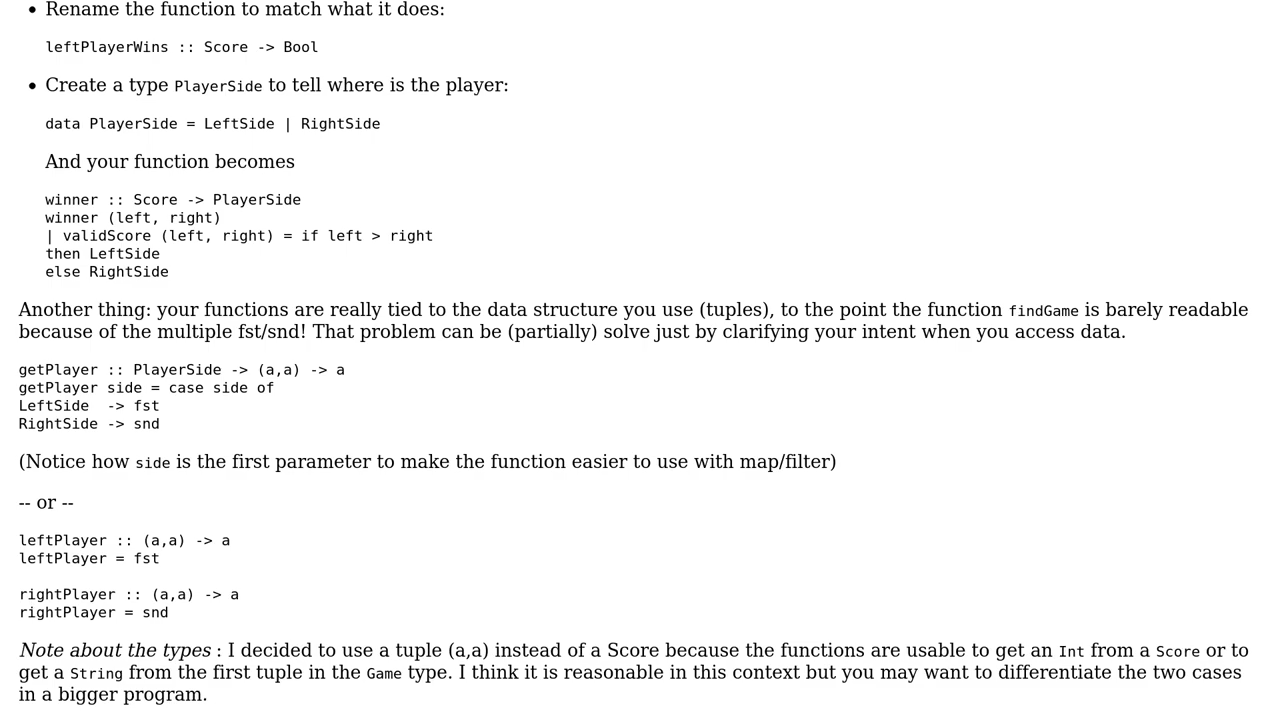 • Rename the function to match what it does:
leftPlayerWins :: Score -> Bool
• Create a type PlayerSide to tell where is the player:
data PlayerSide = LeftSide | RightSide
And your function becomes
winner :: Score -> PlayerSide
winner (left, right)
| validScore (left, right) = if left > right
then LeftSide
else RightSide
Another thing: your functions are really tied to the data structure you use (tuples), to the point the function findGame is barely readable
because of the multiple fst/snd! That problem can be (partially) solve just by clarifying your intent when you access data.
getPlayer :: PlayerSide -> (a,a) -> a
getPlayer side = case side of
LeftSide  -> fst
RightSide -> snd
(Notice how side is the first parameter to make the function easier to use with map/filter)
-- or --
leftPlayer :: (a,a) -> a
leftPlayer = fst
rightPlayer :: (a,a) -> a
rightPlayer = snd
Note about the types : I decided to use a tuple (a,a) instead of a Score because the functions are usable to get an Int from a Score or to
get a String from the first tuple in the Game type. I think it is reasonable in this context but you may want to differentiate the two cases
in a bigger program.